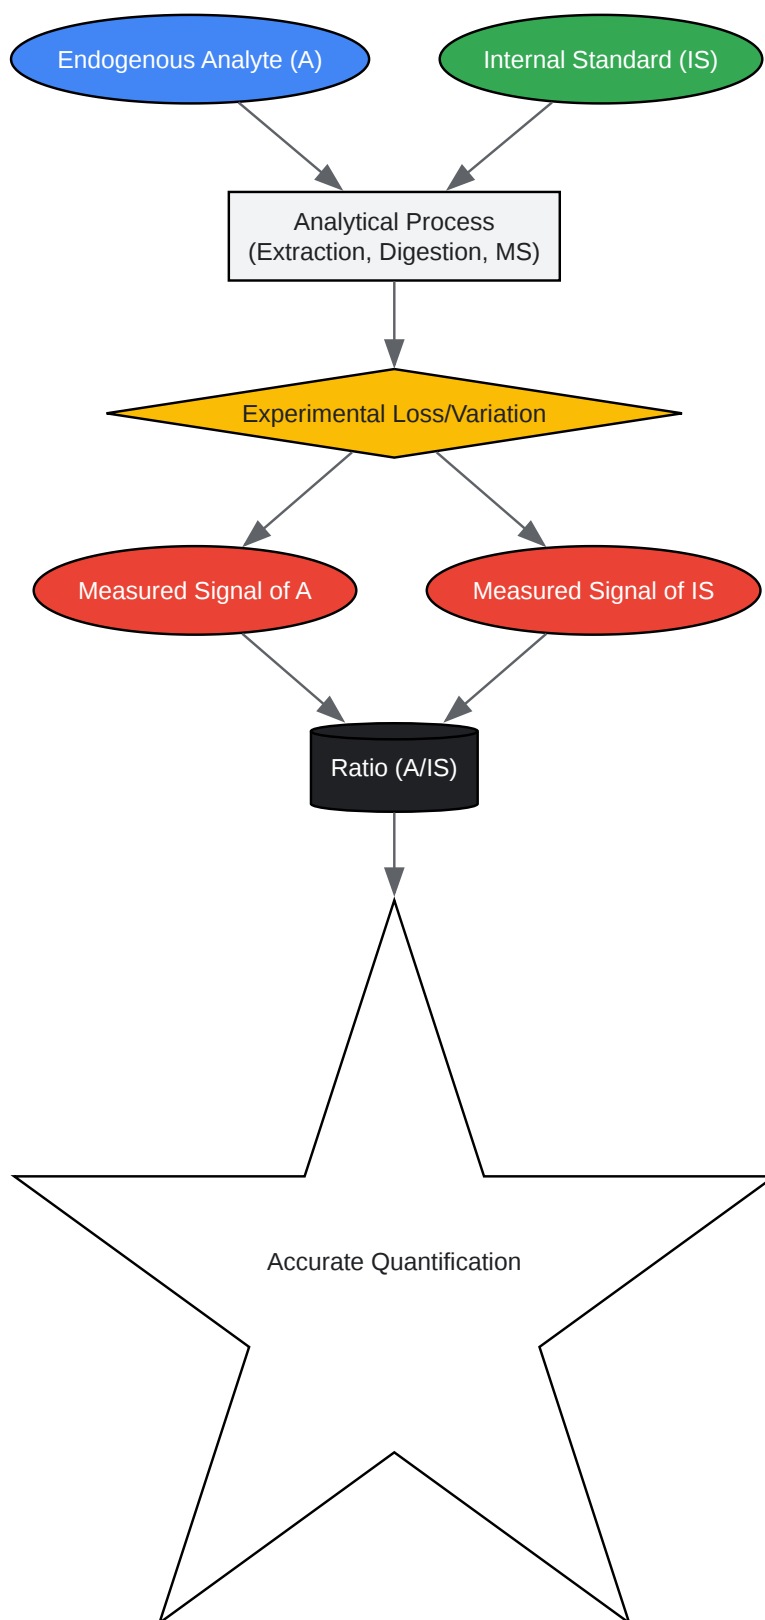 Endogenous Analyte (A)
Internal Standard (IS)
Analytical Process
(Extraction, Digestion, MS)
Experimental Loss/Variation
Measured Signal of A
Measured Signal of IS
Ratio (A/IS)
Accurate Quantification